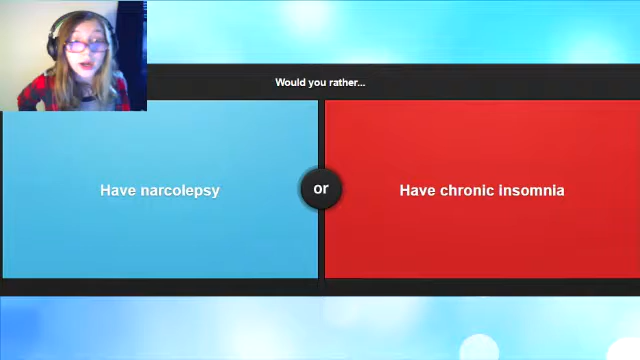 Would you rather...
Have narcolepsy
or
Have chronic insomnia